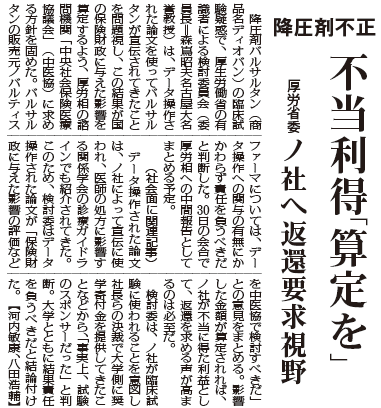 降圧剤不正
不当利得「算定を」
厚労省委
ノ社へ返還要求視野
降圧剤バルサルタン(商
品名ディオバン)の臨床試
験疑惑で、厚生労働省の有
識者による検討委員会(委
員長=森嶌昭夫名古屋大名
誉教授)は、データ操作さ
れた論文を使ってバルサル
タンが宣伝されてきたこと
を問題視し、この結果が国
の保険財政に与えた影響を
算定するよう、厚労相の諮
問機関「中央社会保険医療
協議会」(中医協)に求め
る方針を固めた。バルサル
タンの販売元ノバルティス
ファーマについては、デー
タ操作への関与の有無にか
かわらず責任を負うべきだ
と判断した。30日の会合で
厚労相への中間報告として
まとめる予定。
(社会面に関連記事)
データ操作された論文
は、ノ社によって宣伝に使
われ、医師の処方に影響す
る関係学会の診療ガイドラ
インでも紹介されてきた。
このため、検討委はデータ
操作された論文が「保険財
政に与えた影響の評価など
を中医協で検討すべきだ」
との意見をまとめる。影響
した金額が算定されれば、
ノ社が不当に得た利益とし
て、返還を求める声が高ま
るのは必至だ。
検討委は、ノ社が臨床試
験に使われることを意図し、
社長らの決裁で大学側に奨
学寄付金を提供してきたこ
となどから「事実上、試験
のスポンサーだった」と判
断。大学とともに結果責任
を負うべきだと結論付け
た。【河内敏康、八田浩輔】